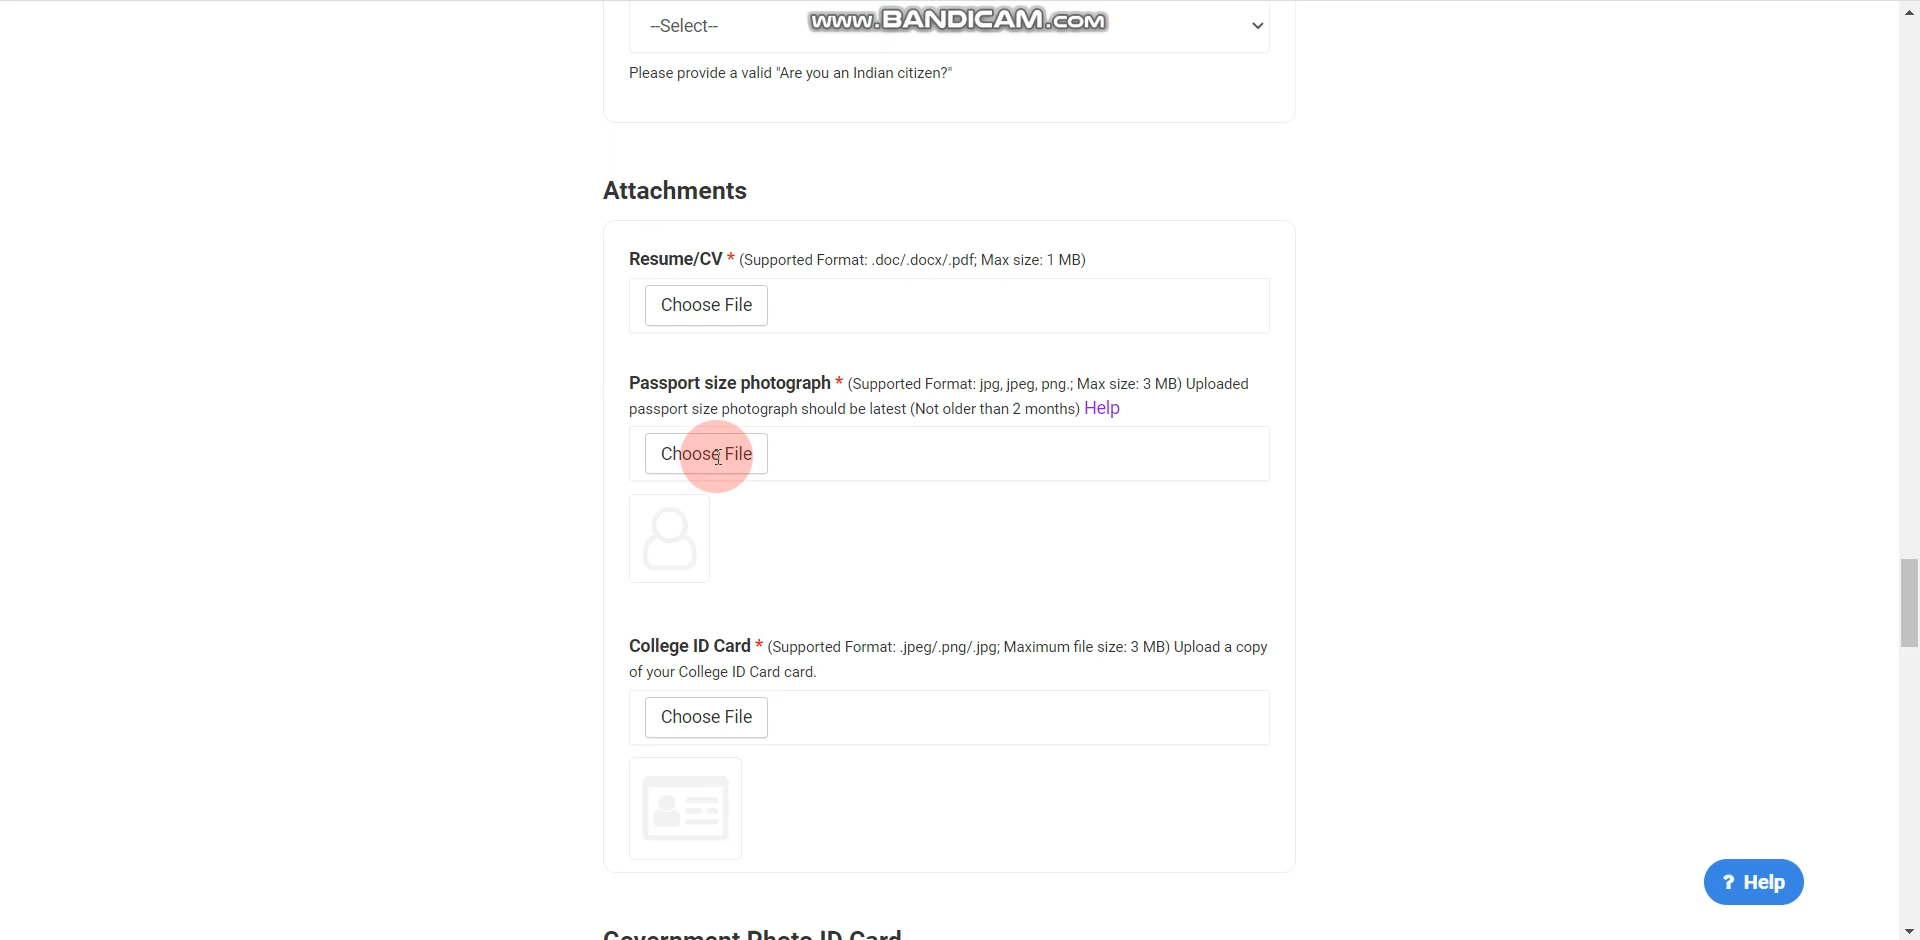 --Select--
www.BANDICAM.com
Please provide a valid "Are you an Indian citizen?"
Attachments
Resume/CV * (Supported Format: .doc/.docx/.pdf; Max size: 1 MB)
Choose File
Passport size photograph * (Supported Format: jpg, jpeg, png.; Max size: 3 MB) Uploaded
passport size photograph should be latest (Not older than 2 months) Help
Choose File
College ID Card * (Supported Format: .jpeg/.png/.jpg; Maximum file size: 3 MB) Upload a copy
of your College ID Card card.
Choose File
? Help
Government Photo ID Card